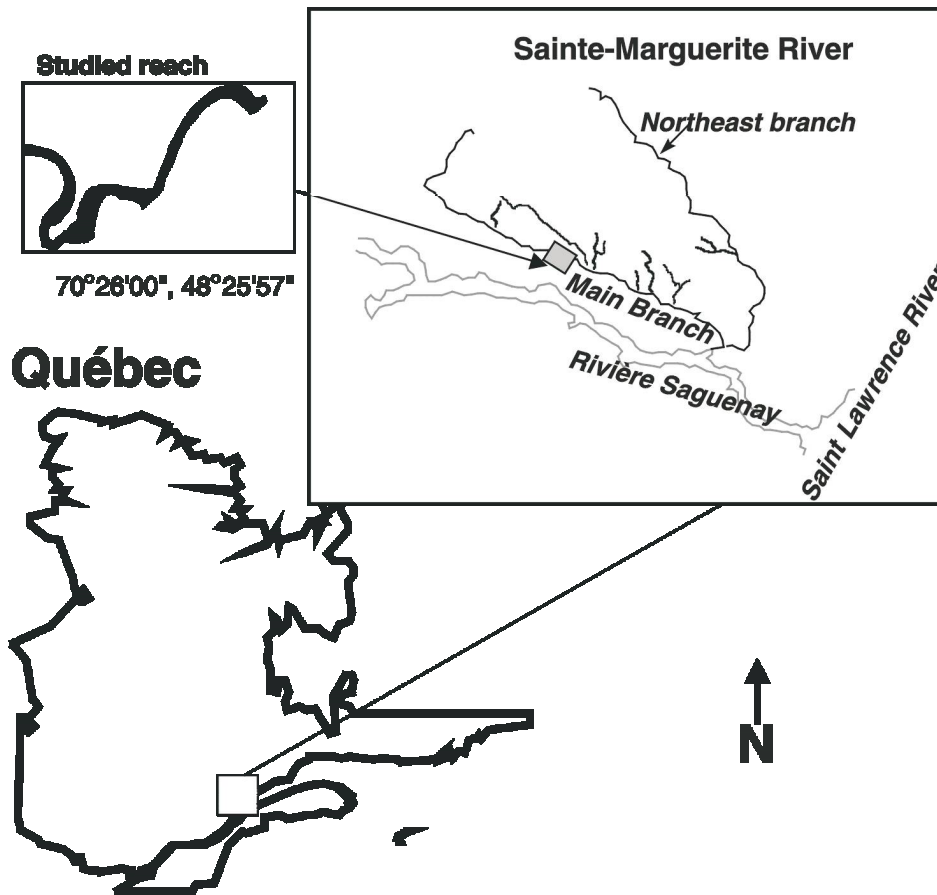 Sainte-Marguerite River
Studied reach
Northeast branch
70°26'00", 48°25'57"
Main Branch
Québec
Rivière Saguenay
Saint Lawrence River
N